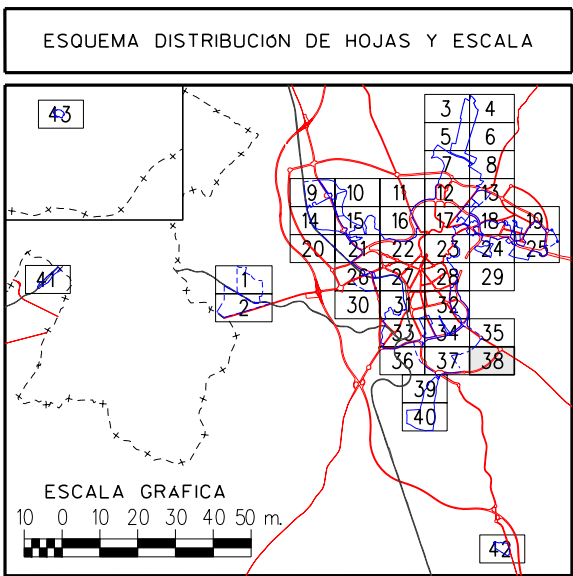 ESQUEMA DISTRIBUCIÓN DE HOJAS Y ESCALA
43
3 4
5 6
7 8
9 10 11 12 13
14 15 16 17 18 19
20 21 22 23 24 25
41
1
26 27 28 29
2
30 31 32
33 34 35
36 37 38
39
40
ESCALA GRÁFICA
10 0 10 20 30 40 50 m.
42